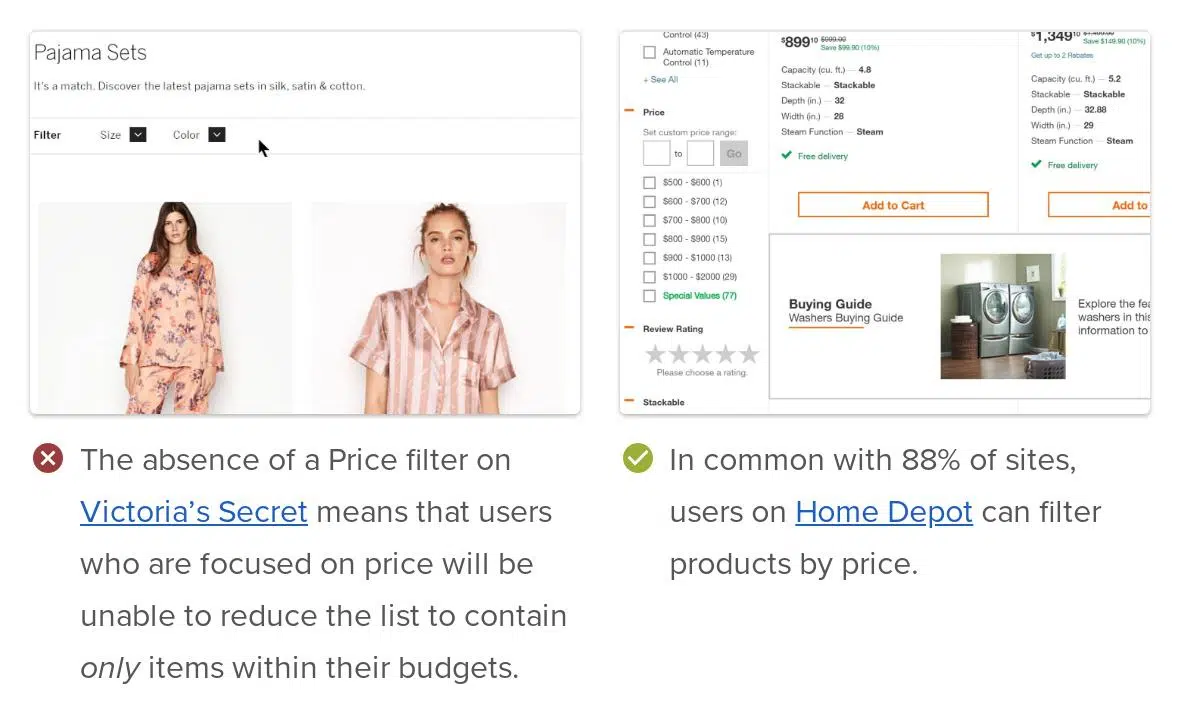 Pajama Sets
It's a match. Discover the latest pajama sets in silk, satin & cotton.
Filter Size Color
Control (43)
Automatic Temperature
Control (11)
+ See All
Price
Set custom price range:
to Go
$500 - $600 (1)
$600 - $700 (12)
$700 - $800 (10)
$800 - $900 (15)
$900 - $1000 (13)
$1000 - $2000 (29)
Special Values (77)
Review Rating
Please choose a rating.
Stackable
$89910 $999.00
Save $99.90 (10%)
Capacity (cu. ft.) — 4.8
Stackable — Stackable
Depth (in.) — 32
Width (in.) — 28
Steam Function — Steam
Free delivery
Add to Cart
$1,34910 $1,499.00
Save $149.90 (10%)
Get up to 2 Rebates
Capacity (cu. ft.) — 5.2
Stackable — Stackable
Depth (in.) — 32.88
Width (in.) — 29
Steam Function — Steam
Free delivery
Add to
Buying Guide
Washers Buying Guide
Explore the fea
washers in this
information to
The absence of a Price filter on
Victoria’s Secret means that users
who are focused on price will be
unable to reduce the list to contain
only items within their budgets.
In common with 88% of sites,
users on Home Depot can filter
products by price.